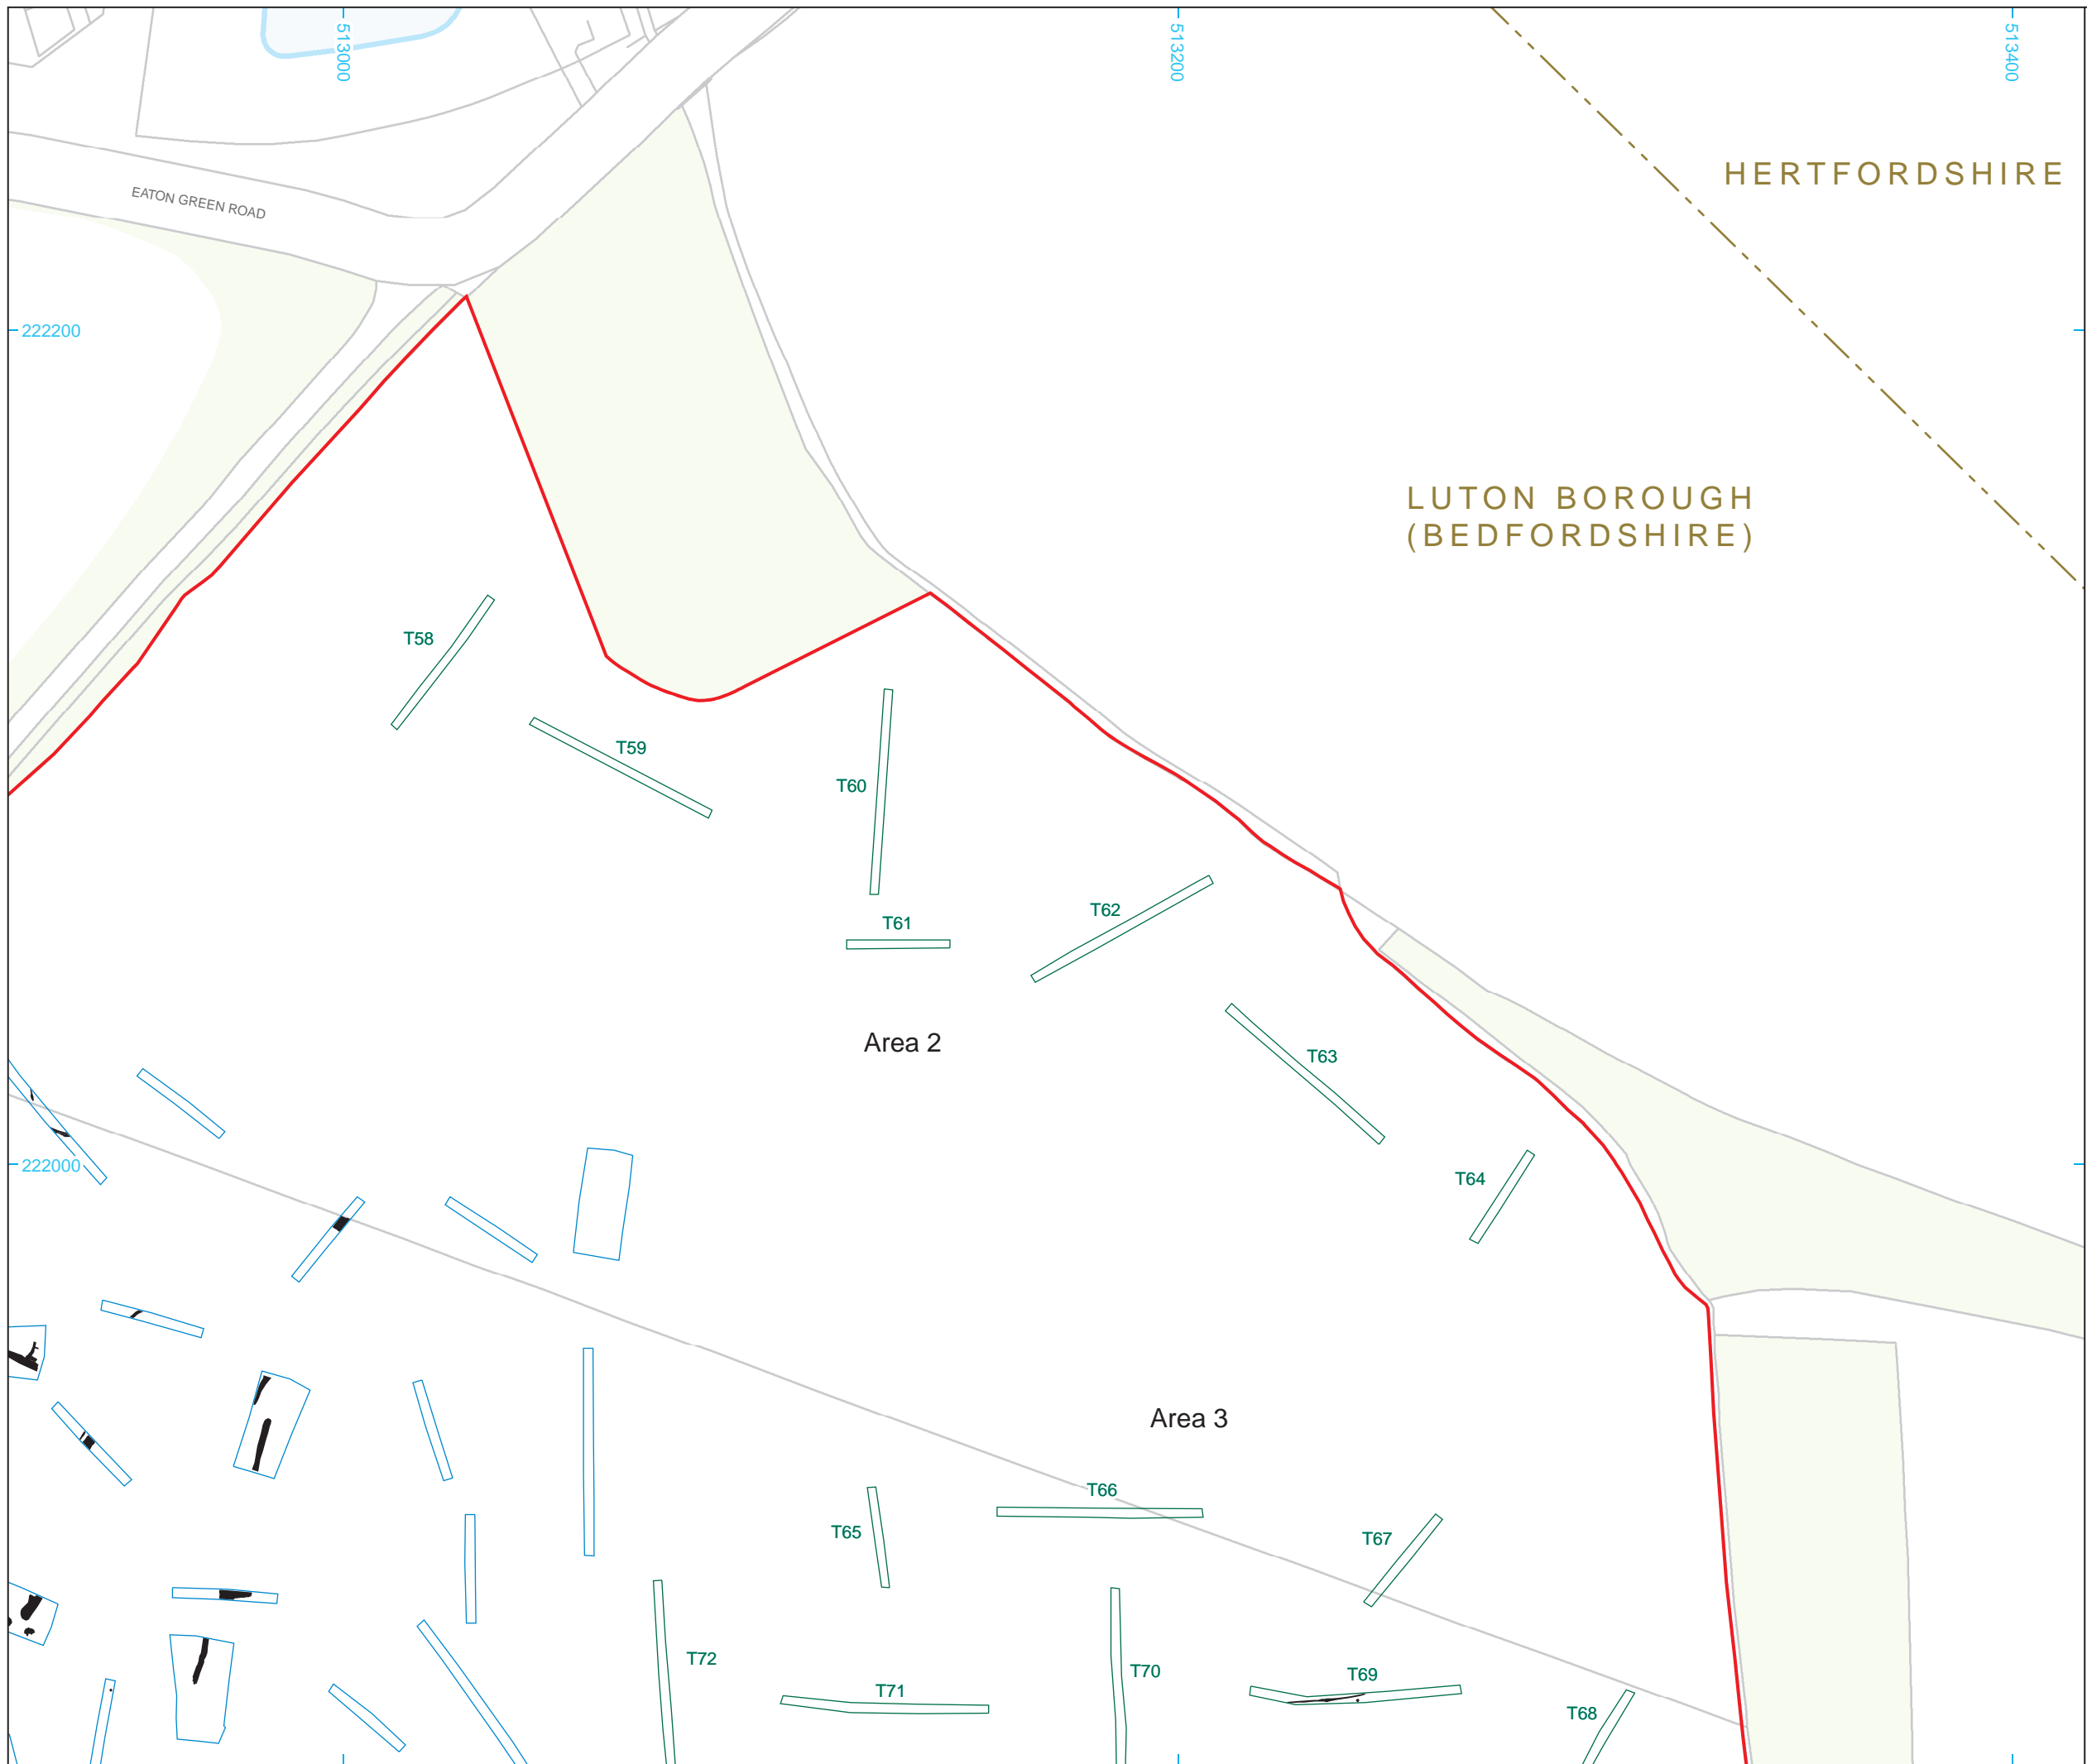 513000
513200
513400
HERTFORDSHIRE
EATON GREEN ROAD
222200
LUTON BOROUGH
(BEDFORDSHIRE)
T58
T59
T60
T61
T62
Area 2
T63
222000
T64
Area 3
T66
T65
T67
T72
T70
T69
T71
T68